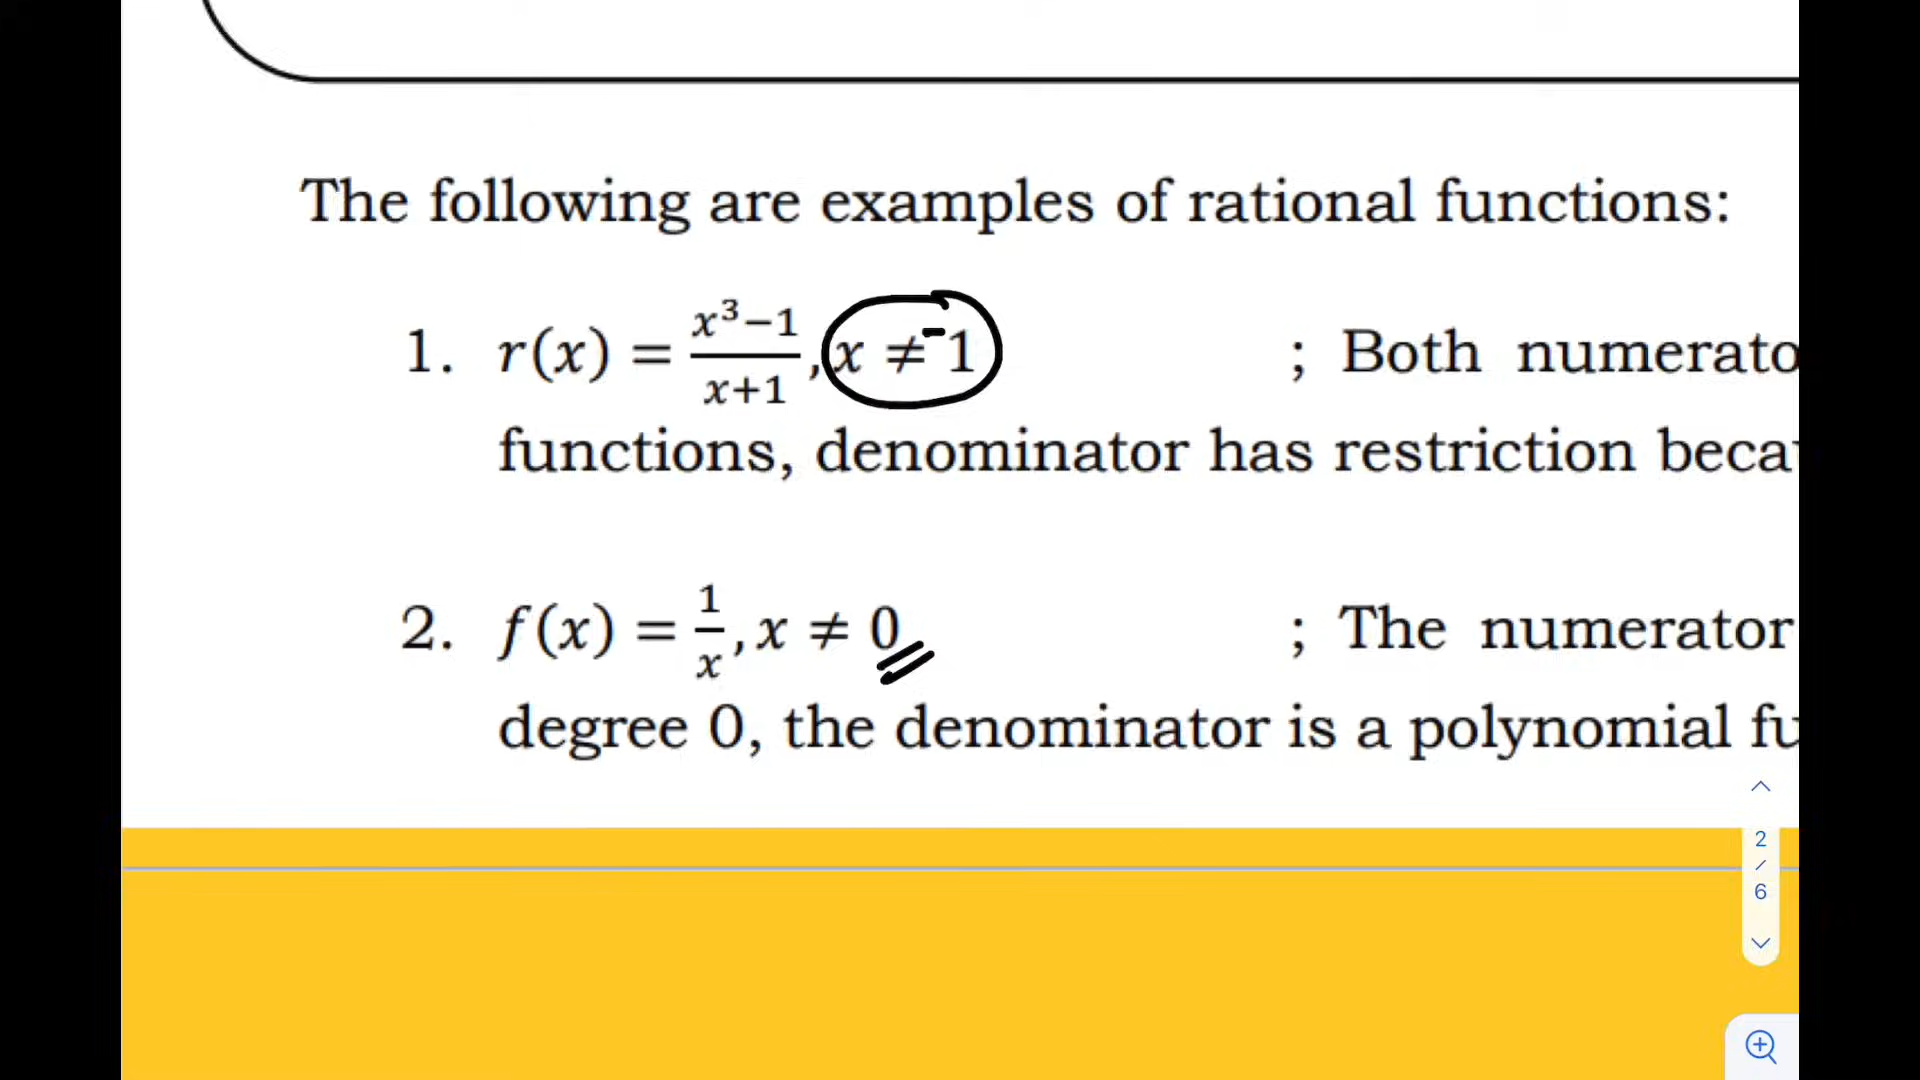 The following are examples of rational functions:
1. r(x) = x³−1/x+1, x ≠ -1 ; Both numerato
functions, denominator has restriction beca
2. f(x) = 1/x, x ≠ 0 ; The numerator
degree 0, the denominator is a polynomial fu
2
/
6